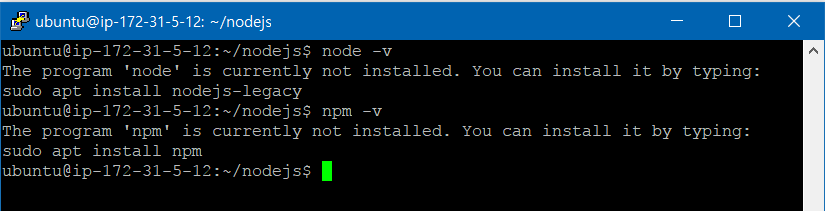 ubuntu@ip-172-31-5-12: ~/nodejs
ubuntu@ip-172-31-5-12:~/nodejs$ node -v
The program 'node' is currently not installed. You can install it by typing:
sudo apt install nodejs-legacy
ubuntu@ip-172-31-5-12:~/nodejs$ npm -v
The program 'npm' is currently not installed. You can install it by typing:
sudo apt install npm
ubuntu@ip-172-31-5-12:~/nodejs$